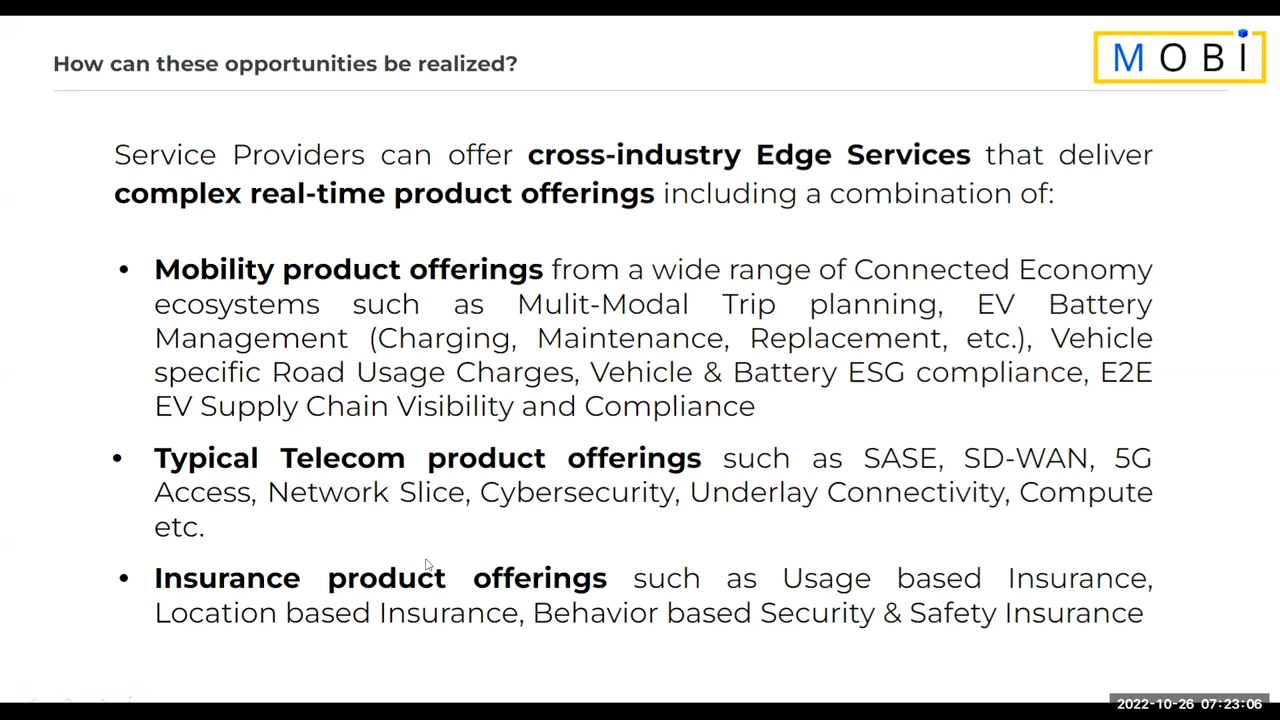 How can these opportunities be realized?
MOBi
Service Providers can offer cross-industry Edge Services that deliver
complex real-time product offerings including a combination of:
• Mobility product offerings from a wide range of Connected Economy
ecosystems such as Mulit-Modal Trip planning, EV Battery
Management (Charging, Maintenance, Replacement, etc.), Vehicle
specific Road Usage Charges, Vehicle & Battery ESG compliance, E2E
EV Supply Chain Visibility and Compliance
• Typical Telecom product offerings such as SASE, SD-WAN, 5G
Access, Network Slice, Cybersecurity, Underlay Connectivity, Compute
etc.
• Insurance product offerings such as Usage based Insurance,
Location based Insurance, Behavior based Security & Safety Insurance
2022-10-26 07:23:06